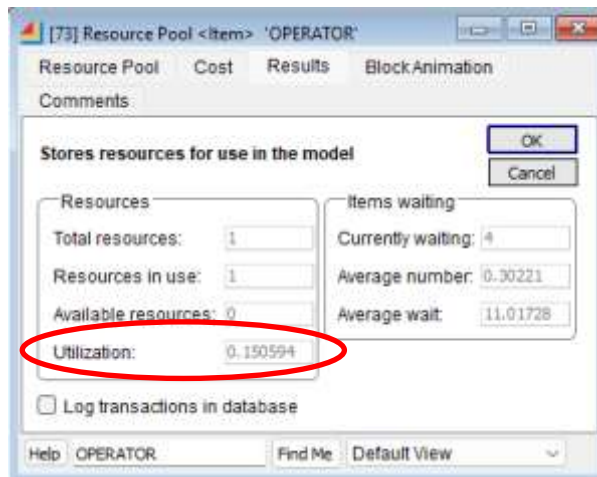 [73] Resource Pool <Item> 'OPERATOR'
Resource Pool Cost Results Block Animation
Comments
Stores resources for use in the model
OK
Cancel
Resources
Total resources: 1
Resources in use: 1
Available resources: 0
Utilization: 0.150594
Items waiting
Currently waiting: 4
Average number: 0.30221
Average wait: 11.01728
Log transactions in database
Help OPERATOR Find Me Default View